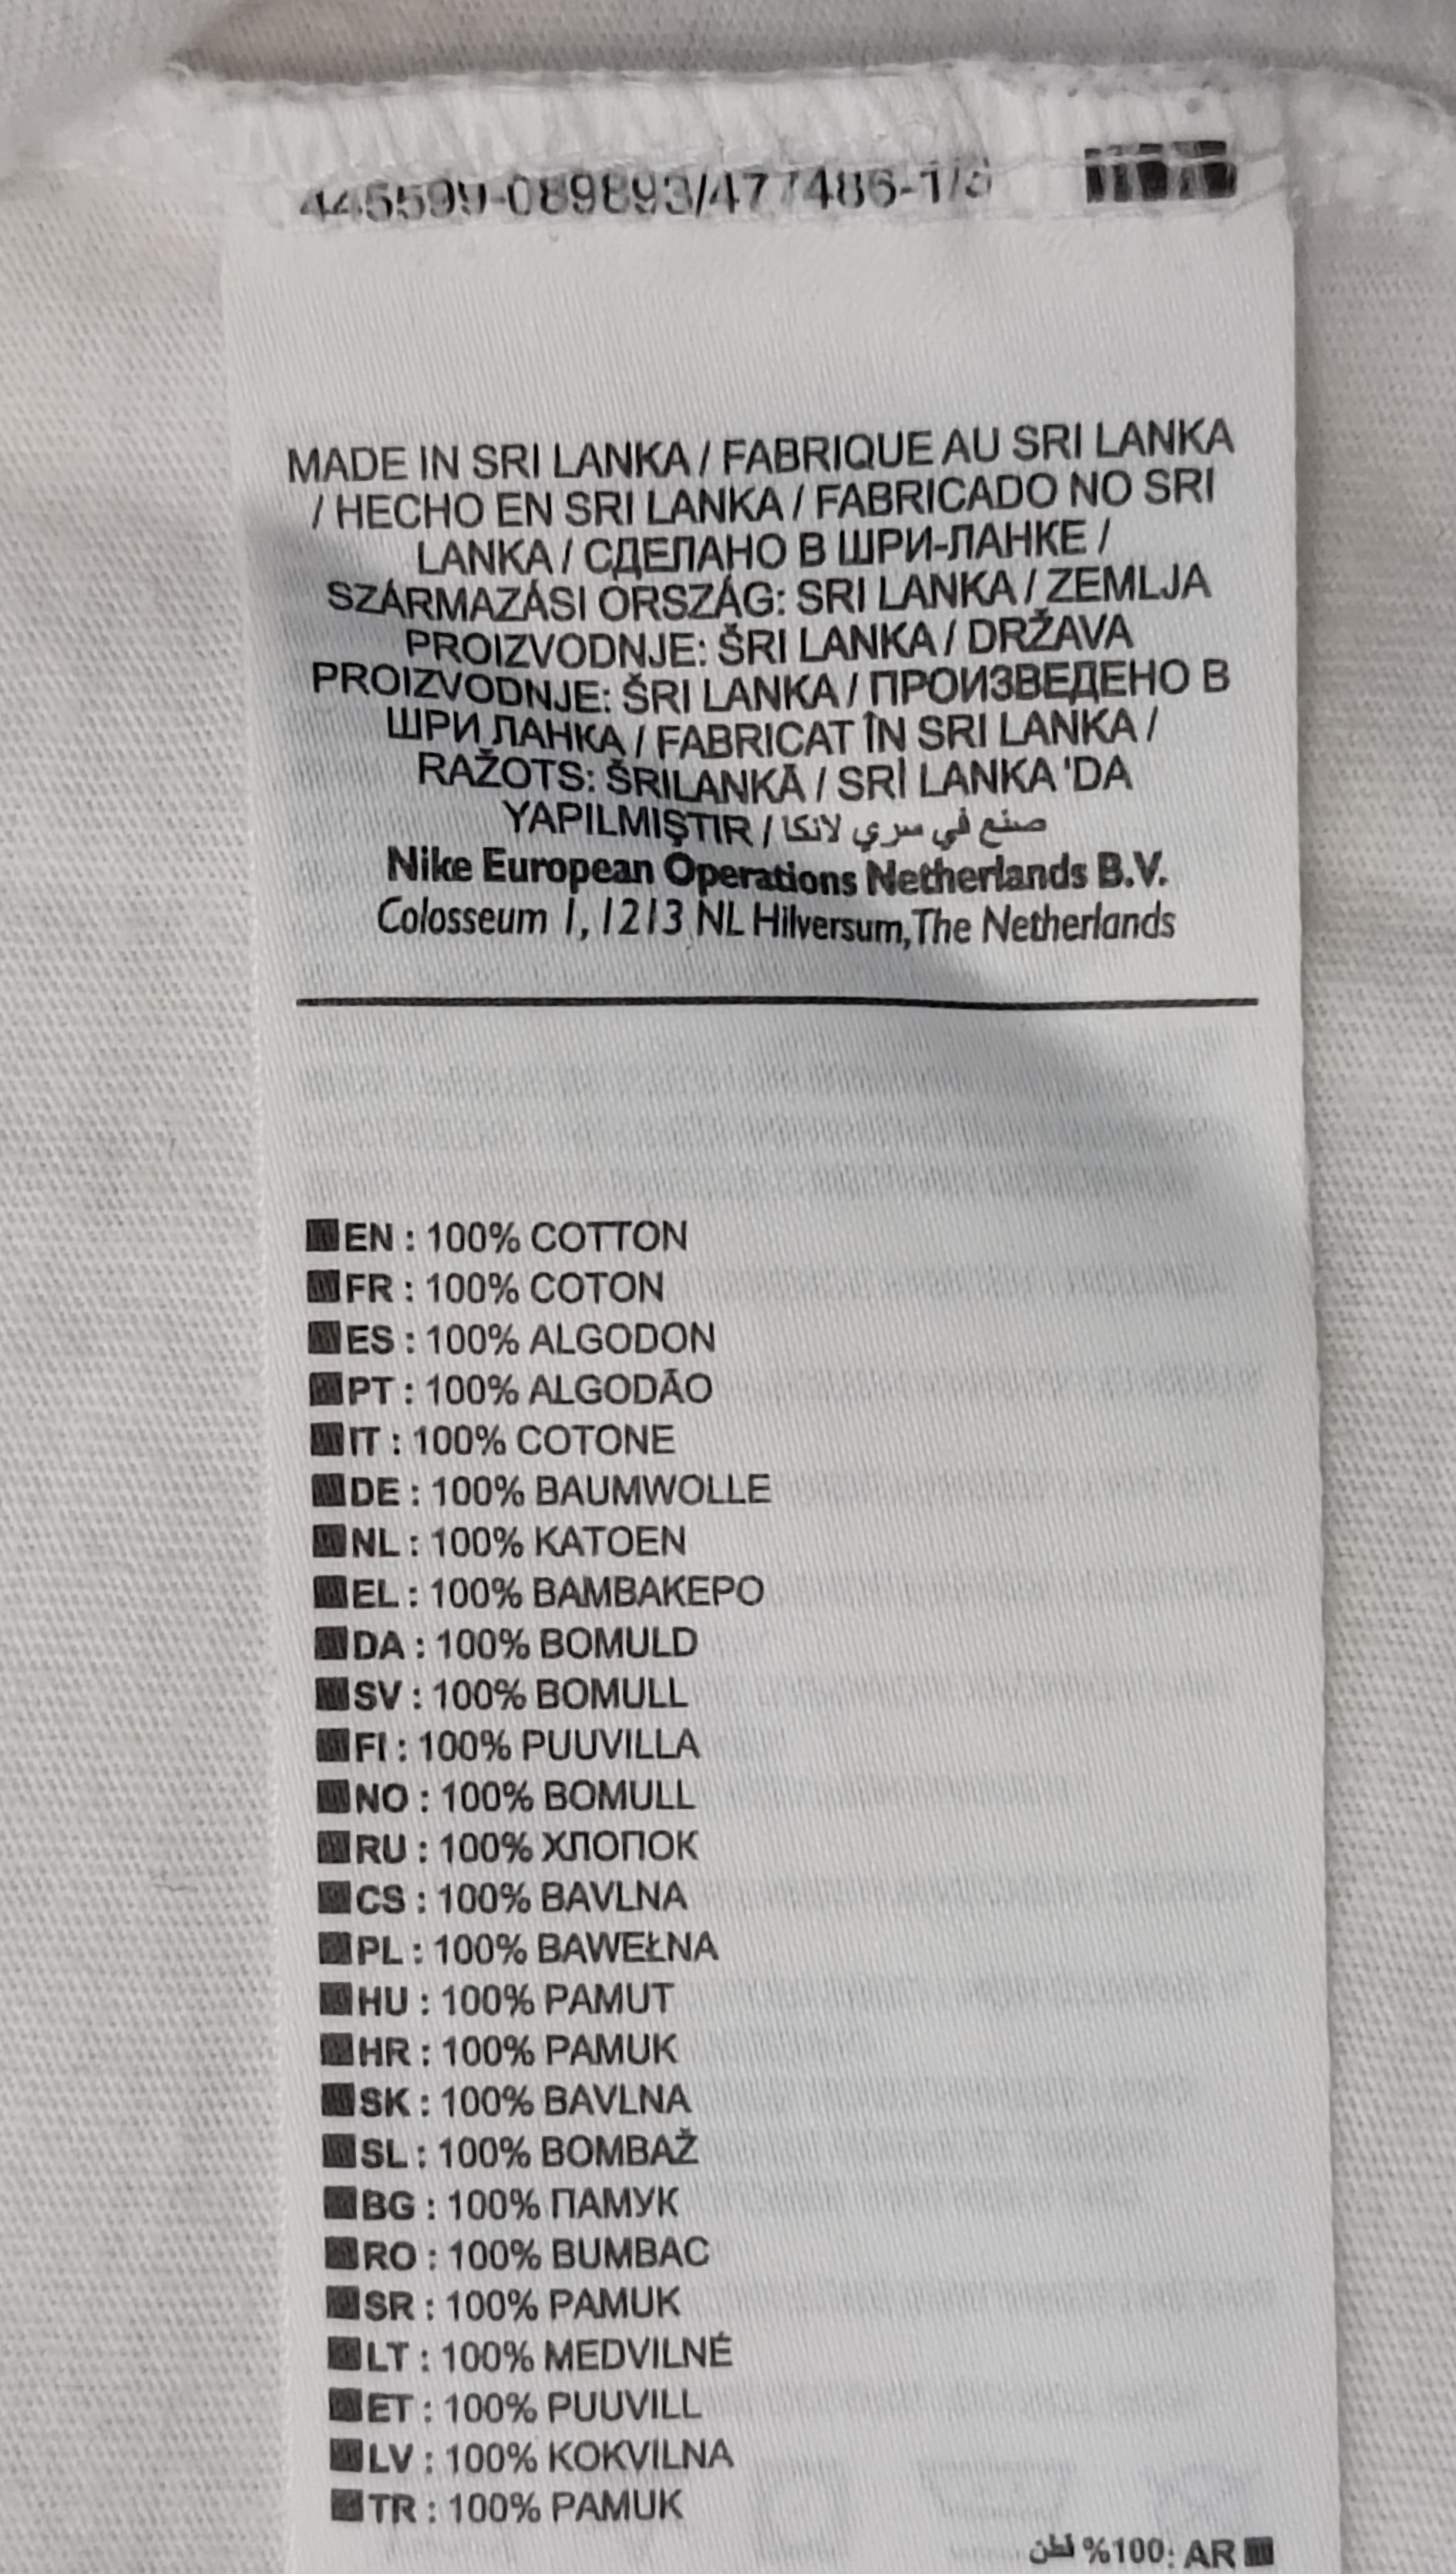 445599-089893/477486-1/3
MADE IN SRI LANKA / FABRIQUE AU SRI LANKA
/ HECHO EN SRI LANKA / FABRICADO NO SRI
LANKA / СДЕЛАНО В ШРИ-ЛАНКЕ /
SZÁRMAZÁSI ORSZÁG: SRI LANKA / ZEMLJA
PROIZVODNJE: ŠRI LANKA / DRŽAVA
PROIZVODNJE: ŠRI LANKA / ПРОИЗВЕДЕНО В
ШРИ ЛАНКА / FABRICAT ÎN SRI LANKA /
RAŽOTS: ŠRILANKĀ / SRİ LANKA 'DA
YAPILMIŞTIR / صنع في سري لانكا
Nike European Operations Netherlands B.V.
Colosseum 1, 1213 NL Hilversum, The Netherlands
EN : 100% COTTON
FR : 100% COTON
ES : 100% ALGODON
PT : 100% ALGODÃO
IT : 100% COTONE
DE : 100% BAUMWOLLE
NL : 100% KATOEN
EL : 100% BAMBAKEPO
DA : 100% BOMULD
SV : 100% BOMULL
FI : 100% PUUVILLA
NO : 100% BOMULL
RU : 100% ХЛОПОК
CS : 100% BAVLNA
PL : 100% BAWEŁNA
HU : 100% PAMUT
HR : 100% PAMUK
SK : 100% BAVLNA
SL : 100% BOMBAŽ
BG : 100% ПАМУК
RO : 100% BUMBAC
SR : 100% PAMUK
LT : 100% MEDVILNĖ
ET : 100% PUUVILL
LV : 100% KOKVILNA
TR : 100% PAMUK
AR :100% قطن